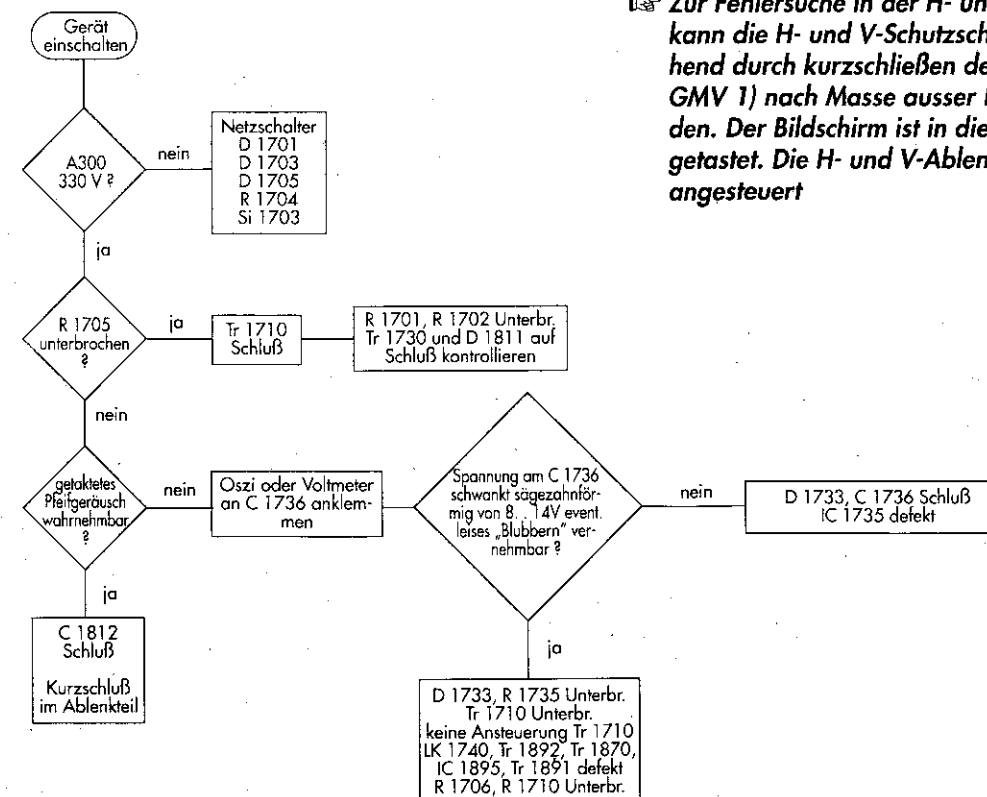 Gerät
einschalten
A300
330 V ?
nein
Netzschalter
D 1701
D 1703
D 1705
R 1704
Si 1703
ja
R 1705
unterbrochen
?
ja
Tr 1710
Schluß
R 1701, R 1702 Unterbr.
Tr 1730 und D 1811 auf
Schluß kontrollieren
nein
getaktetes
Pfeifgeräusch
wahrnehmbar
?
nein
Oszi oder Voltmeter
an C 1736 anklem-
men
Spannung am C 1736
schwankt sägezahnför-
mig von 8. . 14V event.
leises „Blubbern" ver-
nehmbar ?
nein
D 1733, C 1736 Schluß
IC 1735 defekt
ja
C 1812
Schluß
Kurzschluß
im Ablenkteil
ja
D 1733, R 1735 Unterbr.
Tr 1710 Unterbr.
keine Ansteuerung Tr 1710
LK 1740, Tr 1892, Tr 1870,
IC 1895, Tr 1891 defekt
R 1706, R 1710 Unterbr.
Zur Fehlersuche in der H- un
kann die H- und V-Schutzsch
hend durch kurzschließen de
GMV 1) nach Masse ausser
den. Der Bildschirm ist in die
getastet. Die H- und V-Ablen
angesteuert